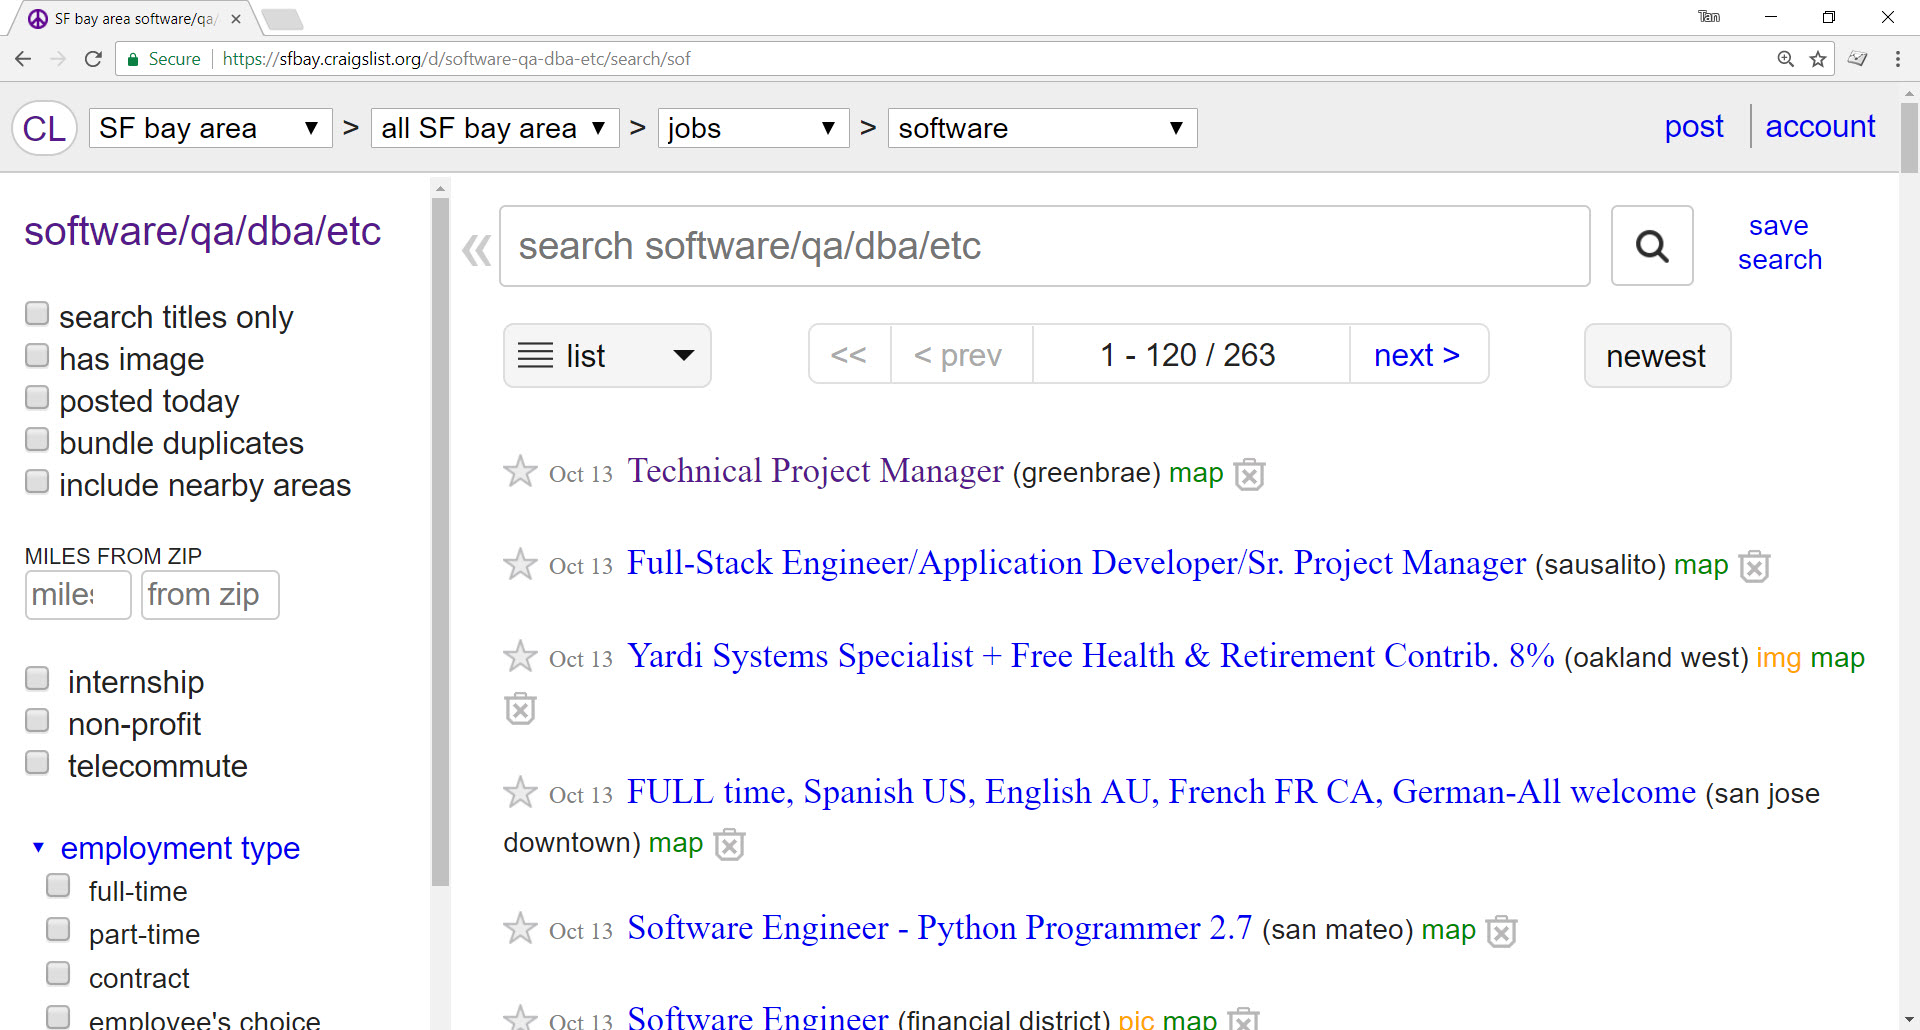 SF bay area software/qa/
Tan
Secure https://sfbay.craigslist.org/d/software-qa-dba-etc/search/sof
CL SF bay area > all SF bay area > jobs > software post account
software/qa/dba/etc
search titles only
has image
posted today
bundle duplicates
include nearby areas
MILES FROM ZIP
miles from zip
internship
non-profit
telecommute
employment type
full-time
part-time
contract
employee's choice
« search software/qa/dba/etc
save
search
list << < prev 1 - 120 / 263 next > newest
Oct 13 Technical Project Manager (greenbrae) map
Oct 13 Full-Stack Engineer/Application Developer/Sr. Project Manager (sausalito) map
Oct 13 Yardi Systems Specialist + Free Health & Retirement Contrib. 8% (oakland west) img map
Oct 13 FULL time, Spanish US, English AU, French FR CA, German-All welcome (san jose
downtown) map
Oct 13 Software Engineer - Python Programmer 2.7 (san mateo) map
Oct 13 Software Engineer (financial district) pic map